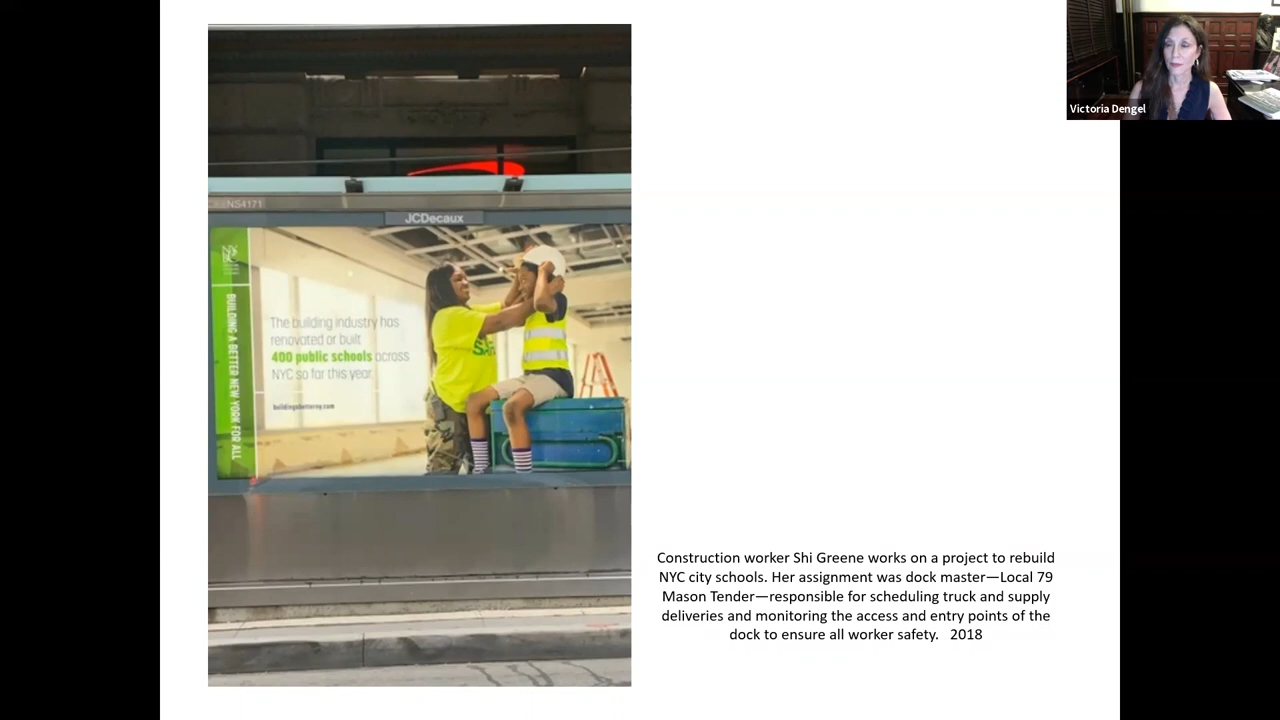 Victoria Dengel
NS4171
JCDecaux
BUILDING A BETTER NEW YORK FOR ALL
The building industry has
renovated or built
400 public schools across
NYC so far this year.
buildingabetterny.com
SAFE
Construction worker Shi Greene works on a project to rebuild
NYC city schools. Her assignment was dock master—Local 79
Mason Tender—responsible for scheduling truck and supply
deliveries and monitoring the access and entry points of the
dock to ensure all worker safety.   2018